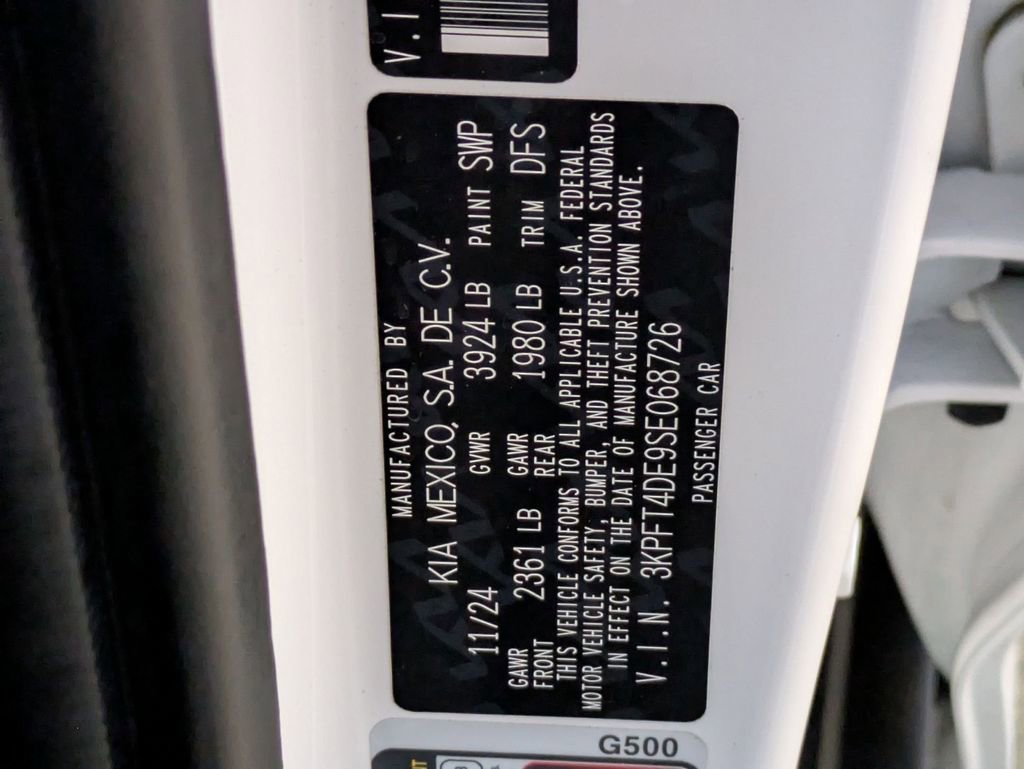 V.I
MANUFACTURED BY
KIA MEXICO, S.A. DE C.V.
11/24 GVWR 3924 LB PAINT SWP
GAWR FRONT 2361 LB GAWR REAR 1980 LB TRIM DFS
THIS VEHICLE CONFORMS TO ALL APPLICABLE U.S.A. FEDERAL
MOTOR VEHICLE SAFETY, BUMPER, AND THEFT PREVENTION STANDARDS
IN EFFECT ON THE DATE OF MANUFACTURE SHOWN ABOVE.
V.I.N. 3KPFT4DE9SE068726
PASSENGER CAR
G500